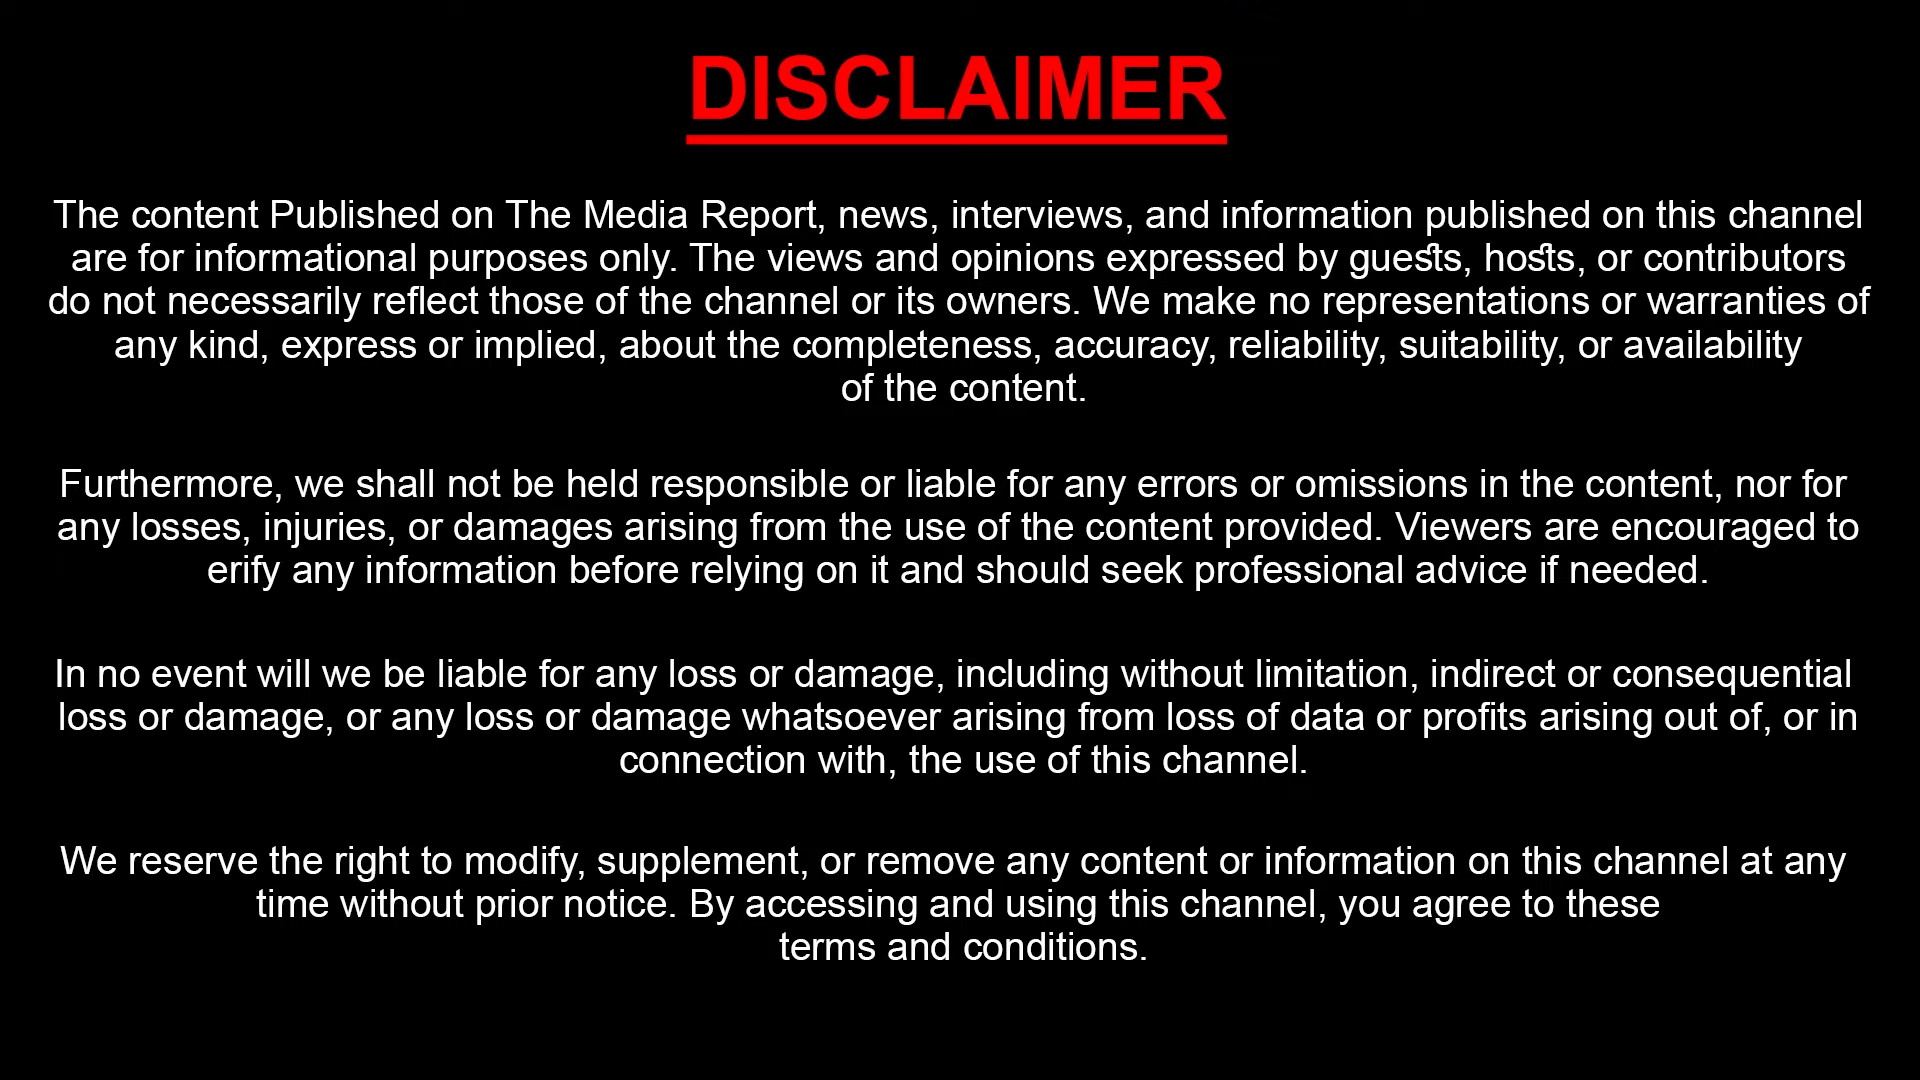 DISCLAIMER
The content Published on The Media Report, news, interviews, and information published on this channel
are for informational purposes only. The views and opinions expressed by guests, hosts, or contributors
do not necessarily reflect those of the channel or its owners. We make no representations or warranties of
any kind, express or implied, about the completeness, accuracy, reliability, suitability, or availability
of the content.
Furthermore, we shall not be held responsible or liable for any errors or omissions in the content, nor for
any losses, injuries, or damages arising from the use of the content provided. Viewers are encouraged to
erify any information before relying on it and should seek professional advice if needed.
In no event will we be liable for any loss or damage, including without limitation, indirect or consequential
loss or damage, or any loss or damage whatsoever arising from loss of data or profits arising out of, or in
connection with, the use of this channel.
We reserve the right to modify, supplement, or remove any content or information on this channel at any
time without prior notice. By accessing and using this channel, you agree to these
terms and conditions.